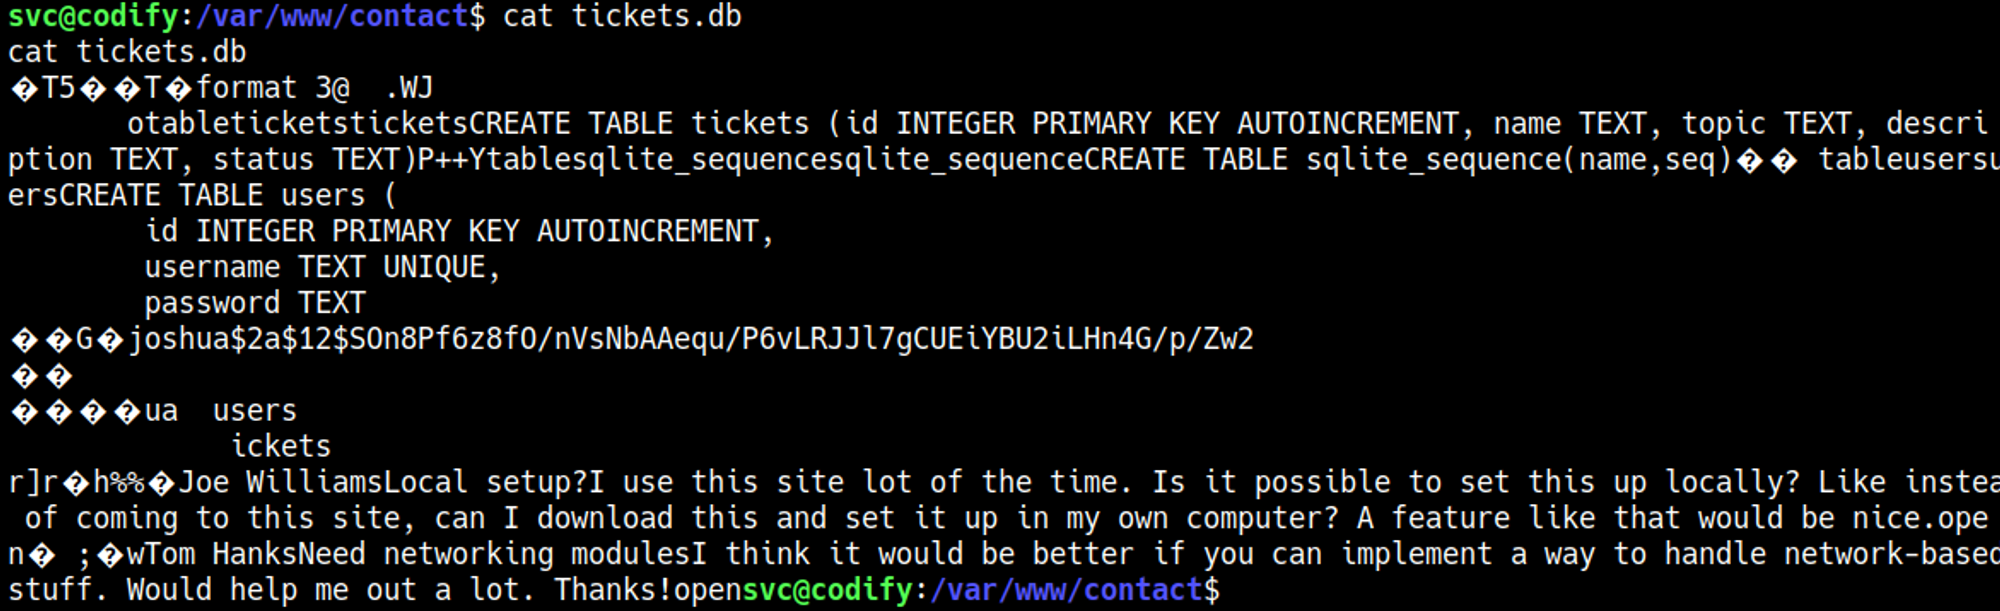 svc@codify:/var/www/contact$ cat tickets.db
cat tickets.db
�T5��T�format 3@  .WJ
       otableticketsticketsCREATE TABLE tickets (id INTEGER PRIMARY KEY AUTOINCREMENT, name TEXT, topic TEXT, descri
ption TEXT, status TEXT)P++Ytablesqlite_sequencesqlite_sequenceCREATE TABLE sqlite_sequence(name,seq)�� tableusersu
ersCREATE TABLE users (
        id INTEGER PRIMARY KEY AUTOINCREMENT,
        username TEXT UNIQUE,
        password TEXT
��G�joshua$2a$12$SOn8Pf6z8fO/nVsNbAAequ/P6vLRJJl7gCUEiYBU2iLHn4G/p/Zw2
��
����ua  users
             ickets
r]r�h%%�Joe WilliamsLocal setup?I use this site lot of the time. Is it possible to set this up locally? Like instea
 of coming to this site, can I download this and set it up in my own computer? A feature like that would be nice.ope
n� ;�wTom HanksNeed networking modulesI think it would be better if you can implement a way to handle network-based
stuff. Would help me out a lot. Thanks!opensvc@codify:/var/www/contact$